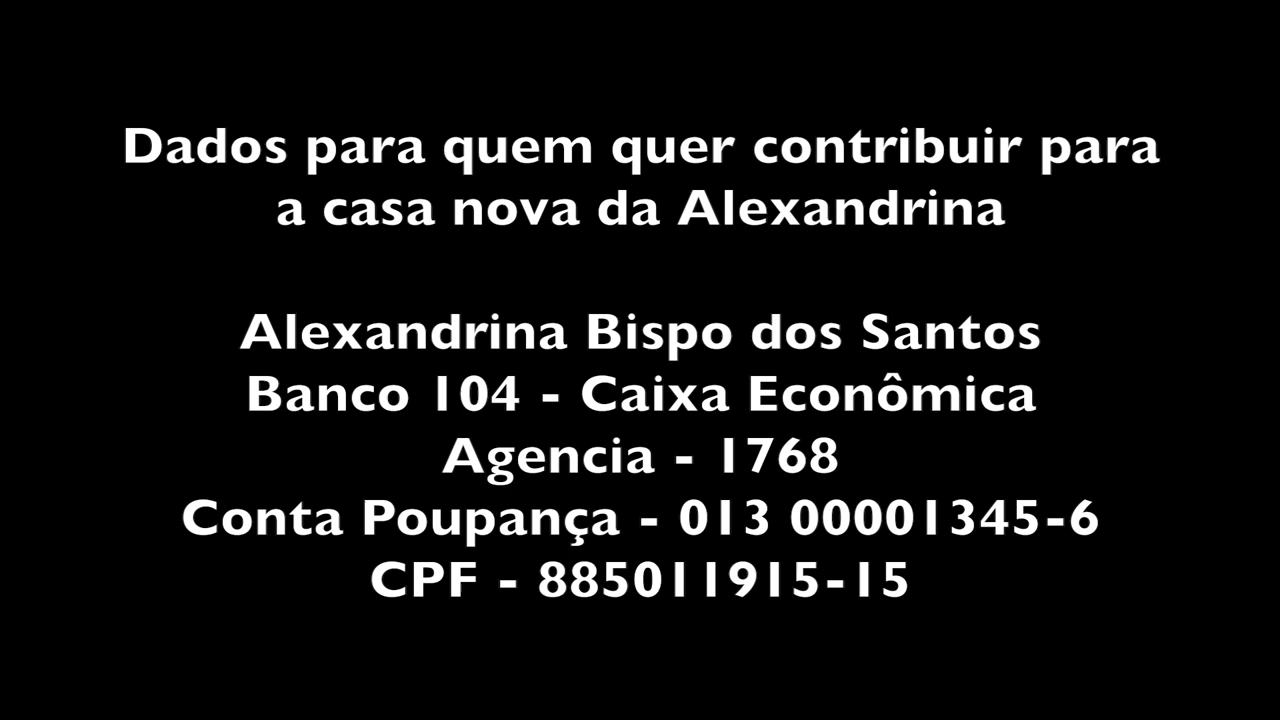 Dados para quem quer contribuir para
a casa nova da Alexandrina
Alexandrina Bispo dos Santos
Banco 104 - Caixa Econômica
Agencia - 1768
Conta Poupança - 013 00001345-6
CPF - 885011915-15